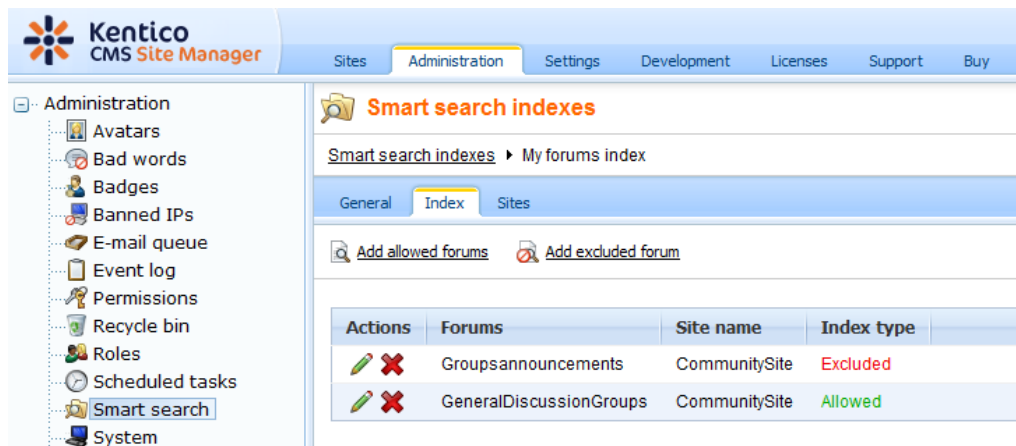 Kentico
CMS Site Manager
Sites Administration Settings Development Licenses Support Buy
Administration
Avatars
Bad words
Badges
Banned IPs
E-mail queue
Event log
Permissions
Recycle bin
Roles
Scheduled tasks
Smart search
System
Smart search indexes
Smart search indexes ▶ My forums index
General Index Sites
Add allowed forums Add excluded forum
Actions Forums Site name Index type
Groupsannouncements CommunitySite Excluded
GeneralDiscussionGroups CommunitySite Allowed